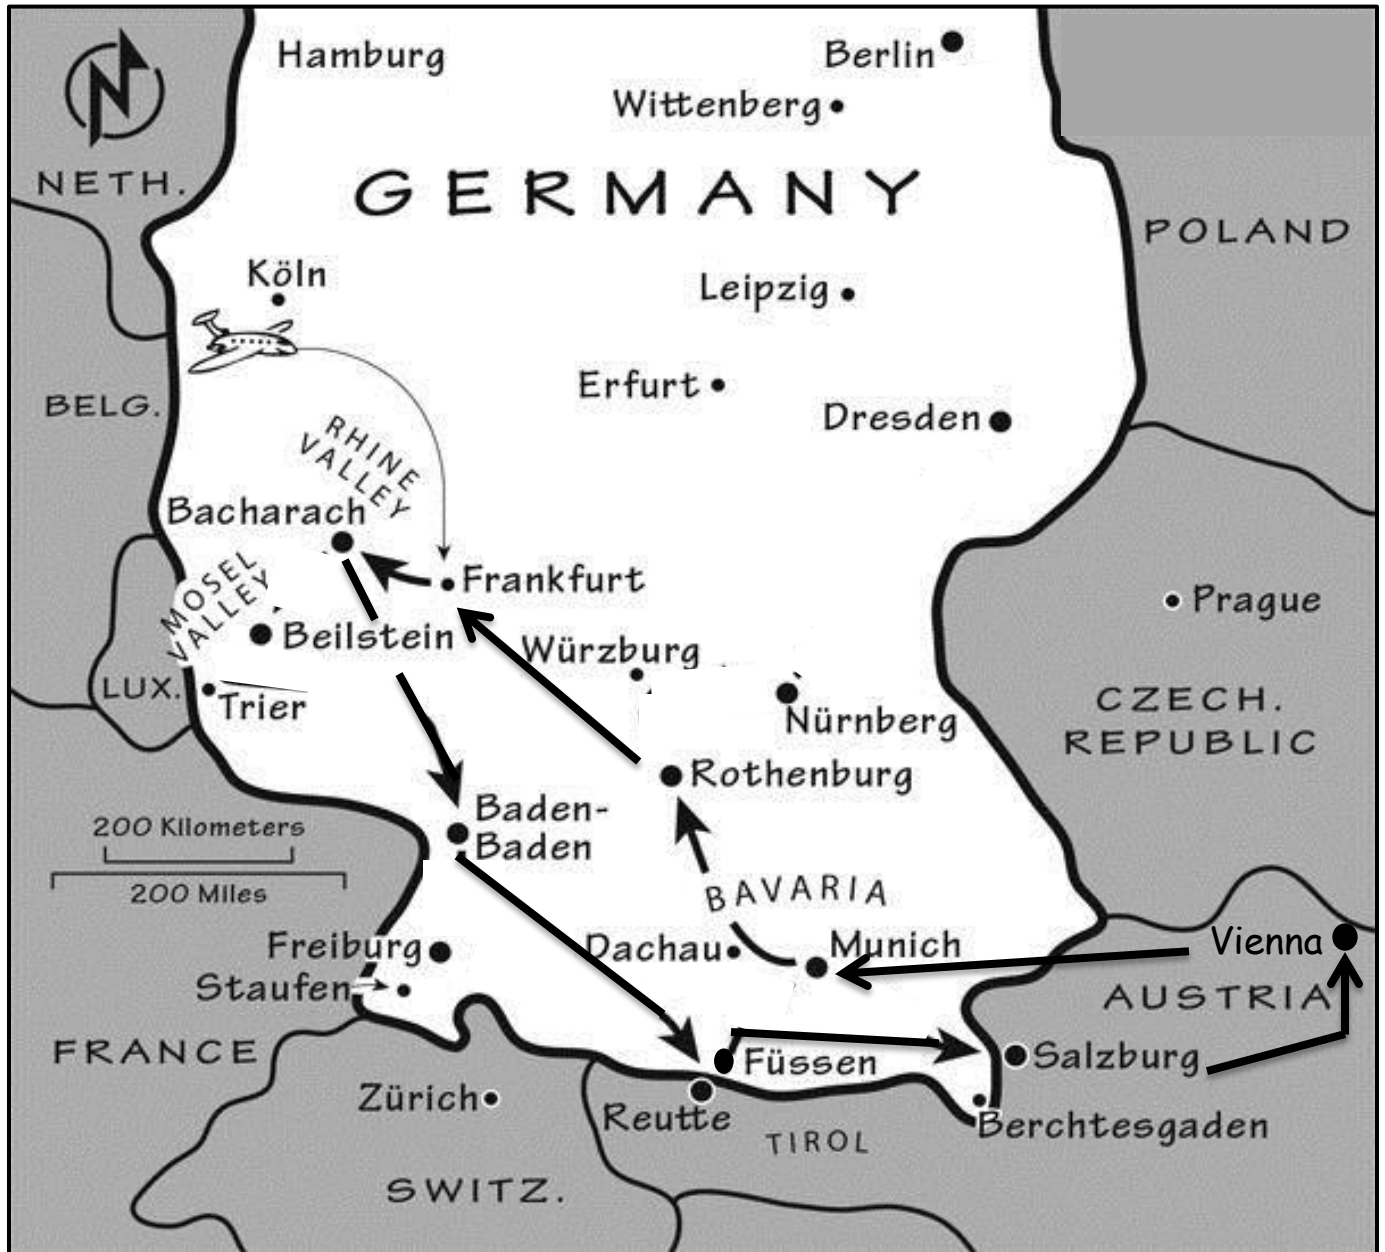 Hamburg
Berlin
Wittenberg
N
NETH.
GERMANY
POLAND
Köln
Leipzig
Erfurt
BELG.
Dresden
RHINE
VALLEY
Bacharach
MOSEL
VALLEY
Frankfurt
Prague
Beilstein
Würzburg
LUX.
Trier
Nürnberg
CZECH.
REPUBLIC
Rothenburg
Baden-
Baden
200 Kilometers
200 Miles
BAVARIA
Freiburg
Dachau
Munich
Vienna
Staufen
AUSTRIA
FRANCE
Füssen
Salzburg
Zürich
Reutte
Berchtesgaden
TIROL
SWITZ.